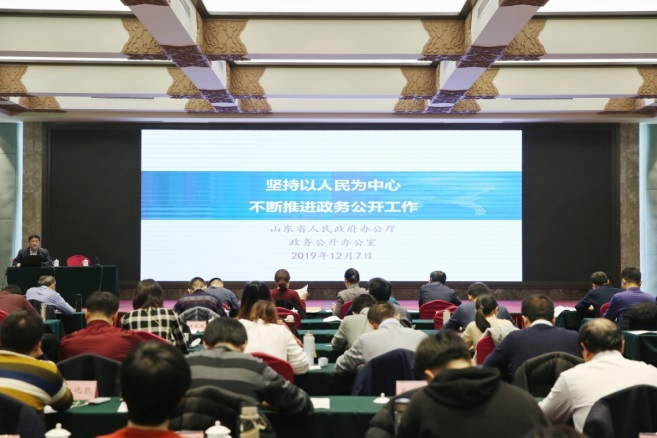 坚持以人民为中心
不断推进政务公开工作
山东省人民政府办公厅
政务公开办公室
2019年12月7日